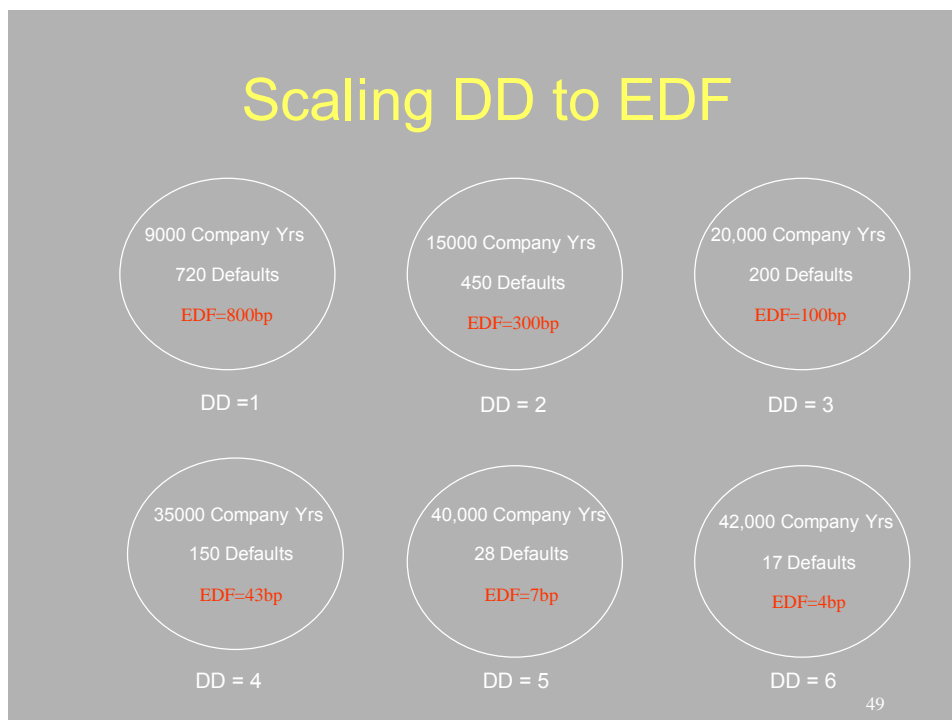 Scaling DD to EDF
9000 Company Yrs
720 Defaults
EDF=800bp
DD =1
15000 Company Yrs
450 Defaults
EDF=300bp
DD = 2
20,000 Company Yrs
200 Defaults
EDF=100bp
DD = 3
35000 Company Yrs
150 Defaults
EDF=43bp
DD = 4
40,000 Company Yrs
28 Defaults
EDF=7bp
DD = 5
42,000 Company Yrs
17 Defaults
EDF=4bp
DD = 6
49